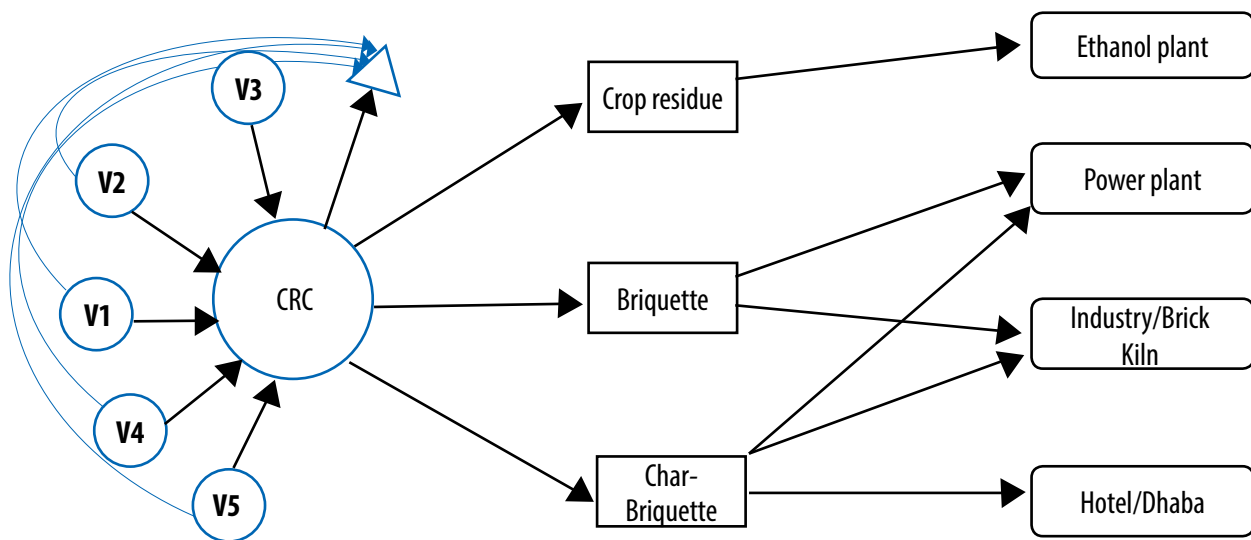 V3
V2
V1
V4
V5
CRC
Crop residue
Briquette
Char-
Briquette
Ethanol plant
Power plant
Industry/Brick
Kiln
Hotel/Dhaba